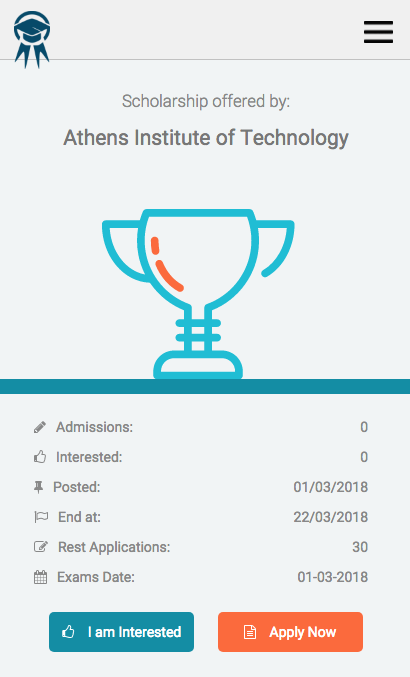 Scholarship offered by:
Athens Institute of Technology
Admissions: 0
Interested: 0
Posted: 01/03/2018
End at: 22/03/2018
Rest Applications: 30
Exams Date: 01-03-2018
I am Interested Apply Now